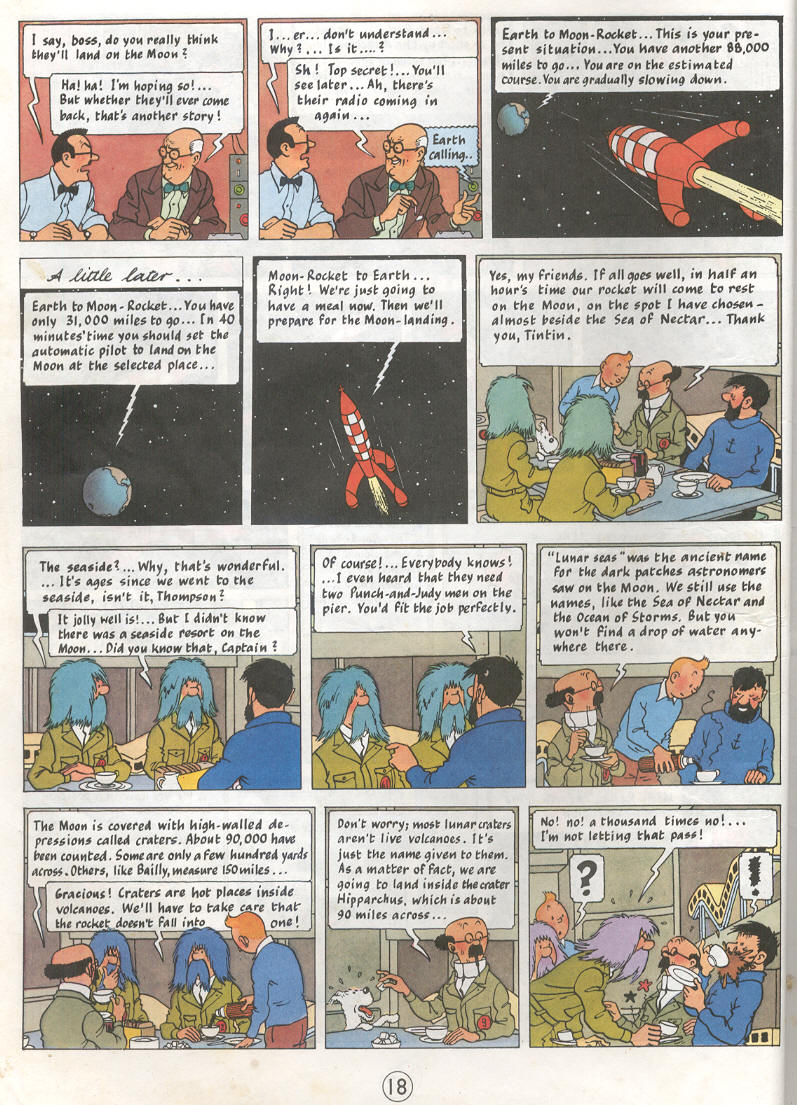 I say, boss, do you really think
they'll land on the Moon?
Ha! ha! I'm hoping so!...
But whether they'll ever come
back, that's another story!
I...er... don't understand...
Why?... Is it....?
Sh! Top secret!... You'll
see later... Ah, there's
their radio coming in
again...
Earth
calling..
Earth to Moon-Rocket... This is your pre-
sent situation...You have another 88,000
miles to go... You are on the estimated
course. You are gradually slowing down.
A little later...
Earth to Moon-Rocket...You have
only 31,000 miles to go... In 40
minutes' time you should set the
automatic pilot to land on the
Moon at the selected place...
Moon-Rocket to Earth...
Right! We're just going to
have a meal now. Then we'll
prepare for the Moon-landing.
Yes, my friends. If all goes well, in half an
hour's time our rocket will come to rest
on the Moon, on the spot I have chosen-
almost beside the Sea of Nectar... Thank
you, Tintin.
The seaside?... Why, that's wonderful.
... It's ages since we went to the
seaside, isn't it, Thompson?
It jolly well is!... But I didn't know
there was a seaside resort on the
Moon... Did you know that, Captain?
Of course!... Everybody knows!
...I even heard that they need
two Punch-and-Judy men on the
pier. You'd fit the job perfectly.
"Lunar seas" was the ancient name
for the dark patches astronomers
saw on the Moon. We still use the
names, like the Sea of Nectar and
the Ocean of Storms. But you
won't find a drop of water any-
where there.
The Moon is covered with high-walled de-
pressions called craters. About 90,000 have
been counted. Some are only a few hundred yards
across. Others, like Bailly, measure 150 miles...
Gracious! Craters are hot places inside
volcanoes. We'll have to take care that
the rocket doesn't fall into one!
Don't worry; most lunar craters
aren't live volcanoes. It's
just the name given to them.
As a matter of fact, we are
going to land inside the crater
Hipparchus, which is about
90 miles across...
No! no! a thousand times no!...
I'm not letting that pass!
?
!
18